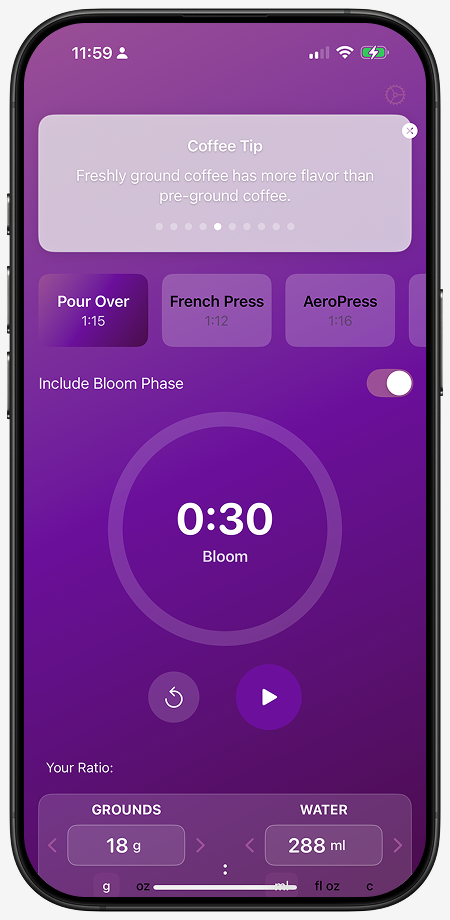 11:59
Coffee Tip
Freshly ground coffee has more flavor than
pre-ground coffee.
Pour Over
1:15
French Press
1:12
AeroPress
1:16
Include Bloom Phase
0:30
Bloom
Your Ratio:
GROUNDS
WATER
18 g
:
288 ml
g
oz
ml
fl oz
c